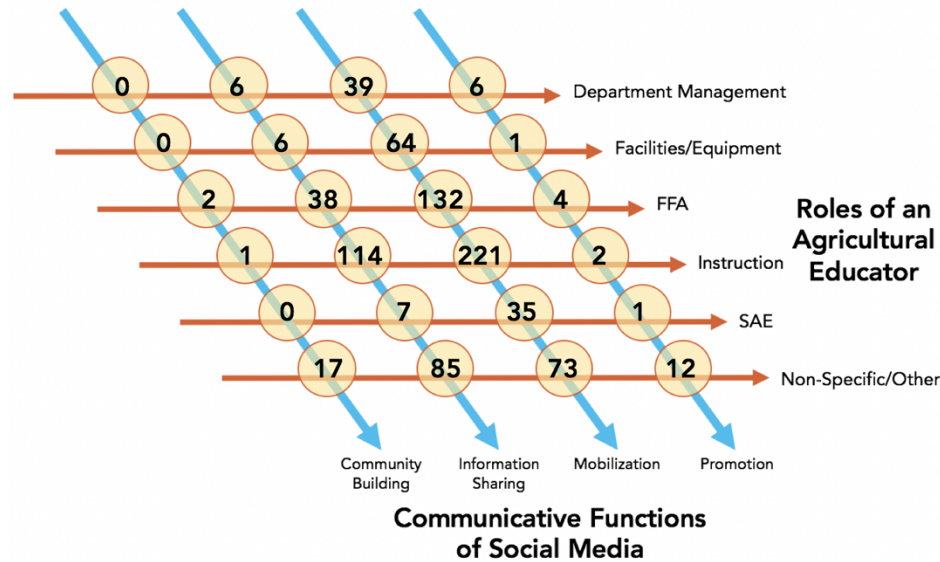 0 6 39 6 Department Management
0 6 64 1 Facilities/Equipment
2 38 132 4 FFA
1 114 221 2 Instruction
0 7 35 1 SAE
17 85 73 12 Non-Specific/Other
Roles of an
Agricultural
Educator
Community
Building
Information
Sharing
Mobilization
Promotion
Communicative Functions
of Social Media